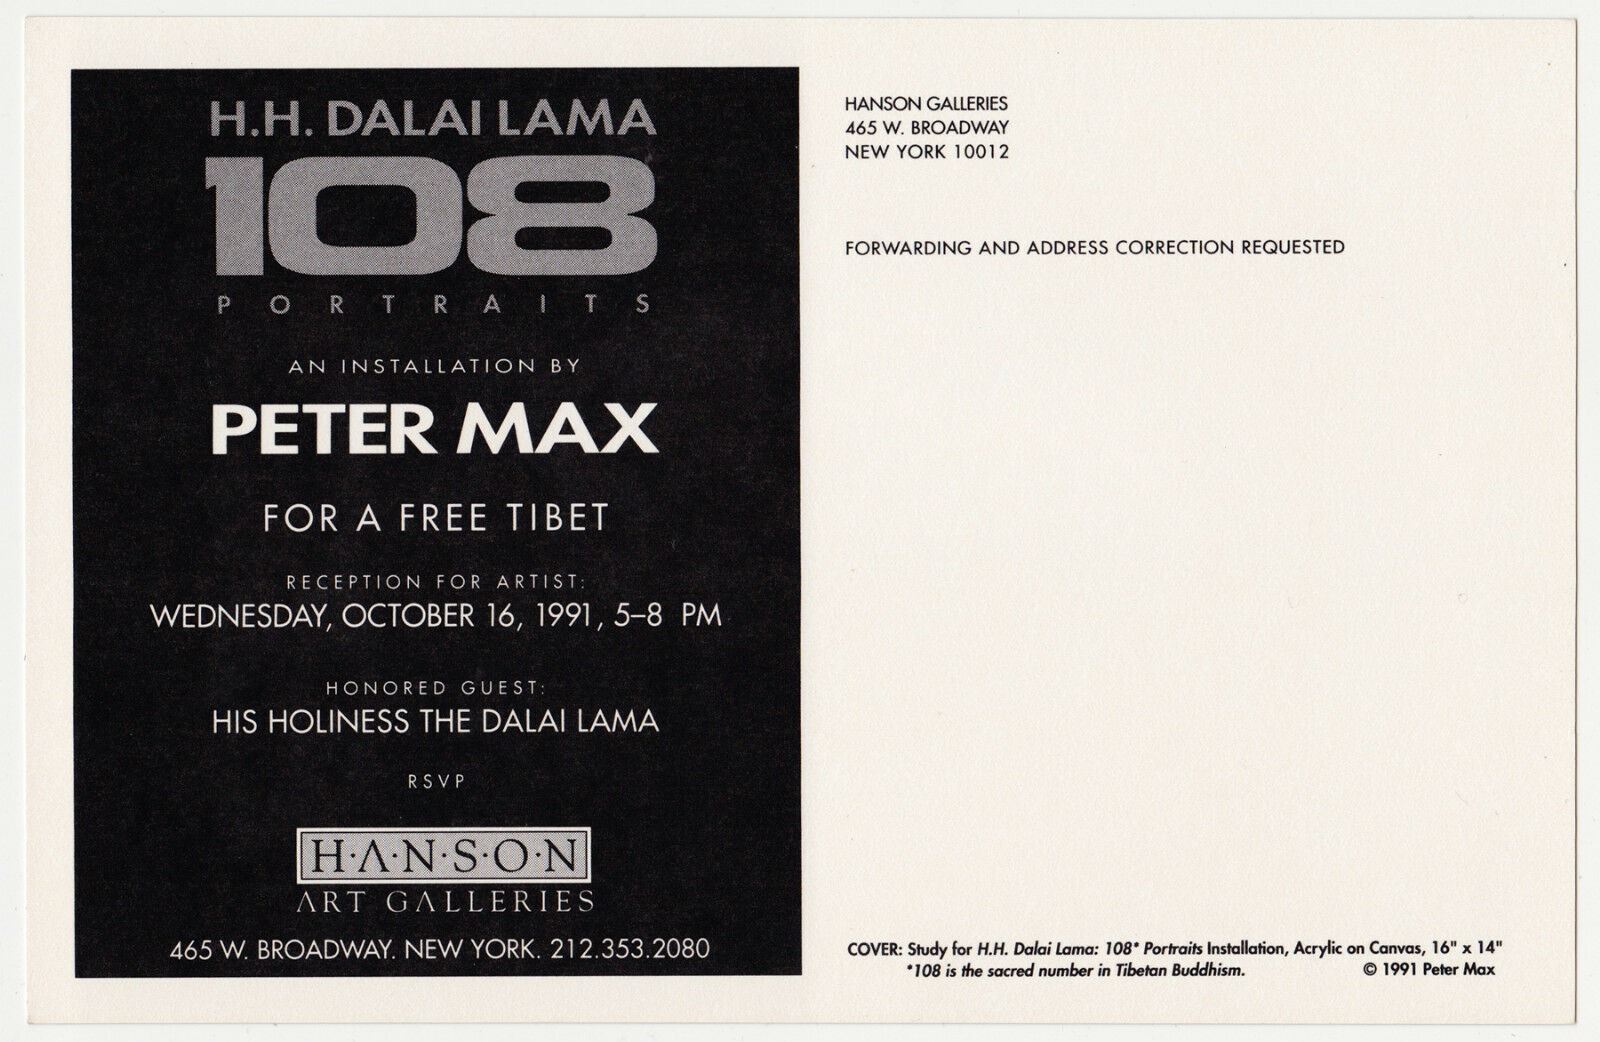 H.H. DALAI LAMA
108
PORTRAITS
AN INSTALLATION BY
PETER MAX
FOR A FREE TIBET
RECEPTION FOR ARTIST:
WEDNESDAY, OCTOBER 16, 1991, 5–8 PM
HONORED GUEST:
HIS HOLINESS THE DALAI LAMA
RSVP
H·A·N·S·O·N
ART GALLERIES
465 W. BROADWAY. NEW YORK. 212.353.2080
HANSON GALLERIES
465 W. BROADWAY
NEW YORK 10012
FORWARDING AND ADDRESS CORRECTION REQUESTED
COVER: Study for H.H. Dalai Lama: 108* Portraits Installation, Acrylic on Canvas, 16" x 14"
*108 is the sacred number in Tibetan Buddhism. © 1991 Peter Max